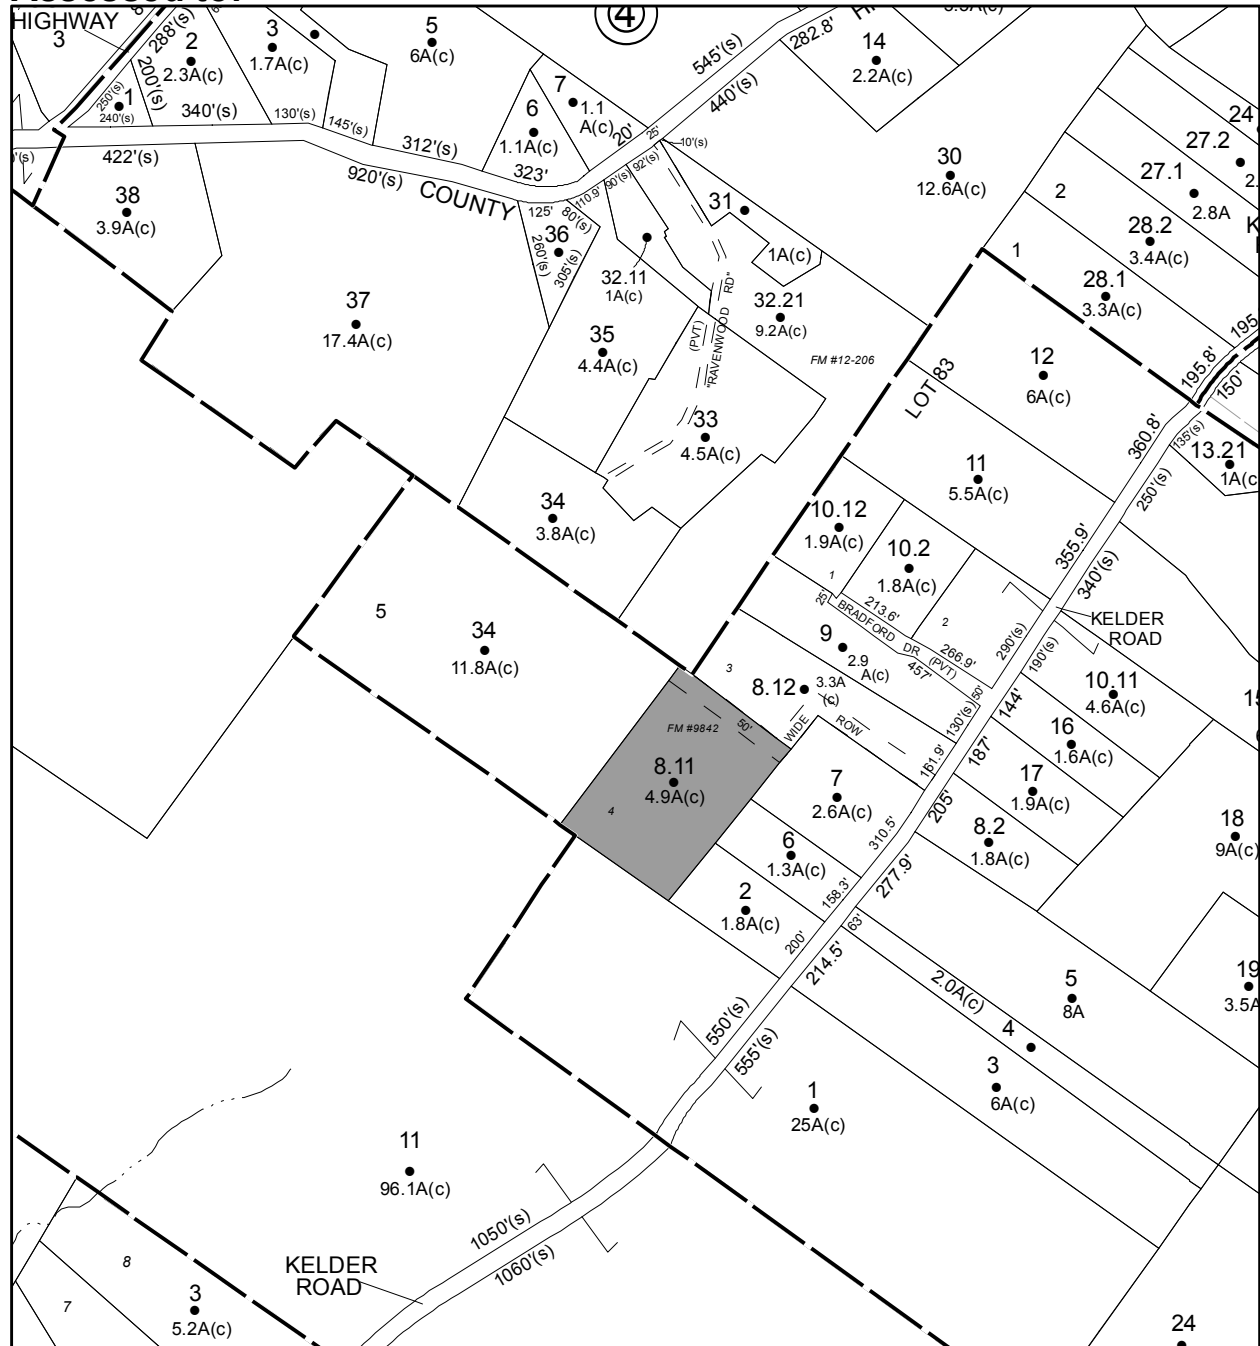 HIGHWAY
3
288'(s)
2
2.3A(c)
200'(s)
250'(s)
1
240'(s)
340'(s)
3
1.7A(c)
130'(s)
145'(s)
5
6A(c)
4
7
1.1
A(c)
6
1.1A(c)
545'(s)
440'(s)
282.8'
14
2.2A(c)
20'
25'
10'(s)
422'(s)
312'(s)
323'
920'(s)
COUNTY
38
3.9A(c)
125'
80'(s)
110.9'
90'(s)
92'(s)
36
260'(s)
305'(s)
31
1A(c)
30
12.6A(c)
24
27.2
27.1
2.8A
2
28.2
3.4A(c)
1
28.1
3.3A(c)
37
17.4A(c)
32.11
1A(c)
32.21
9.2A(c)
35
4.4A(c)
(PVT)
"RAVENWOOD RD"
FM #12-206
33
4.5A(c)
LOT 83
12
6A(c)
195.8'
195
150'
135'(s)
13.21
1A(c
360.8'
250'(s)
11
5.5A(c)
34
3.8A(c)
10.12
1.9A(c)
10.2
1.8A(c)
355.9'
340'(s)
1
25'
213.6'
BRADFORD DR (PVT)
2
266.9'
457'
290'(s)
190'(s)
KELDER
ROAD
5
34
11.8A(c)
9
2.9
A(c)
3
8.12
3.3A
(c)
50'
130'(s)
144'
10.11
4.6A(c)
FM #9842
50'
WIDE
ROW
161.9'
187'
16
1.6A(c)
8.11
4.9A(c)
4
7
2.6A(c)
310.5'
205'
17
1.9A(c)
8.2
1.8A(c)
18
9A(c)
6
1.3A(c)
158.3'
277.9'
2
1.8A(c)
200'
63'
214.5'
2.0A(c)
5
8A
19
3.5A
4
550'(s)
555'(s)
3
6A(c)
1
25A(c)
11
96.1A(c)
1050'(s)
1060'(s)
KELDER
ROAD
8
7
3
5.2A(c)
24